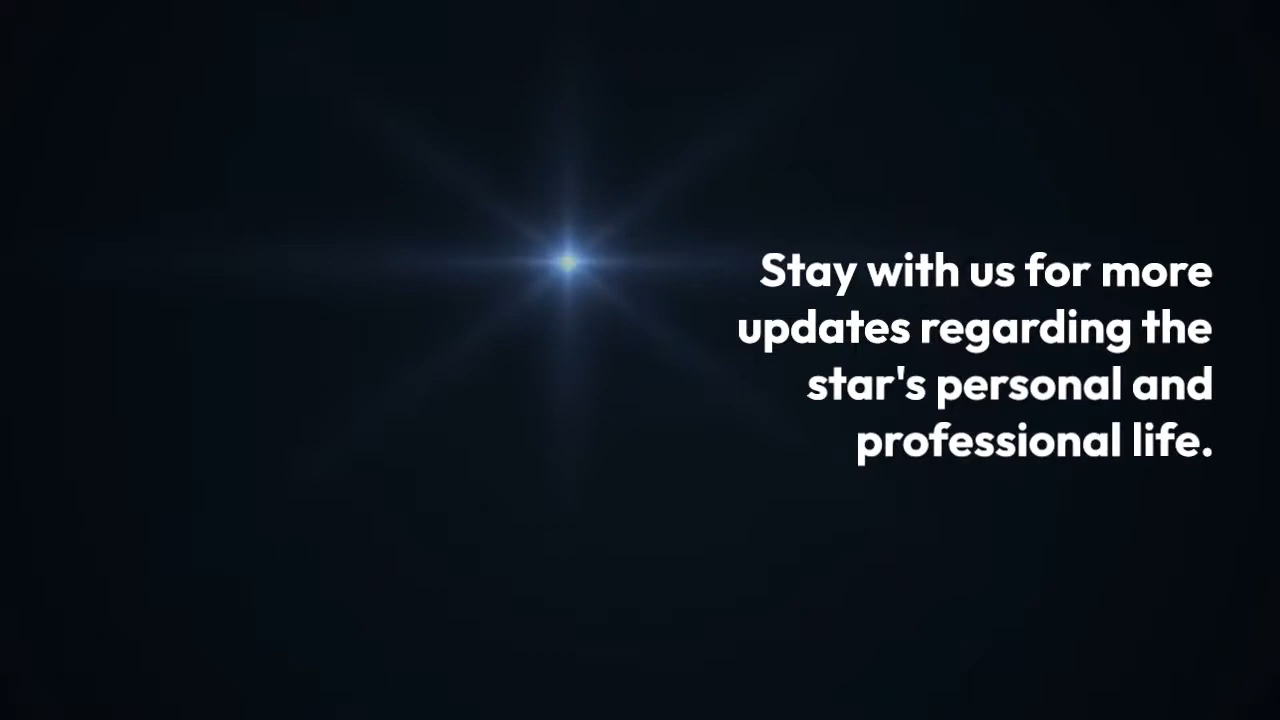 Stay with us for more
updates regarding the
star's personal and
professional life.